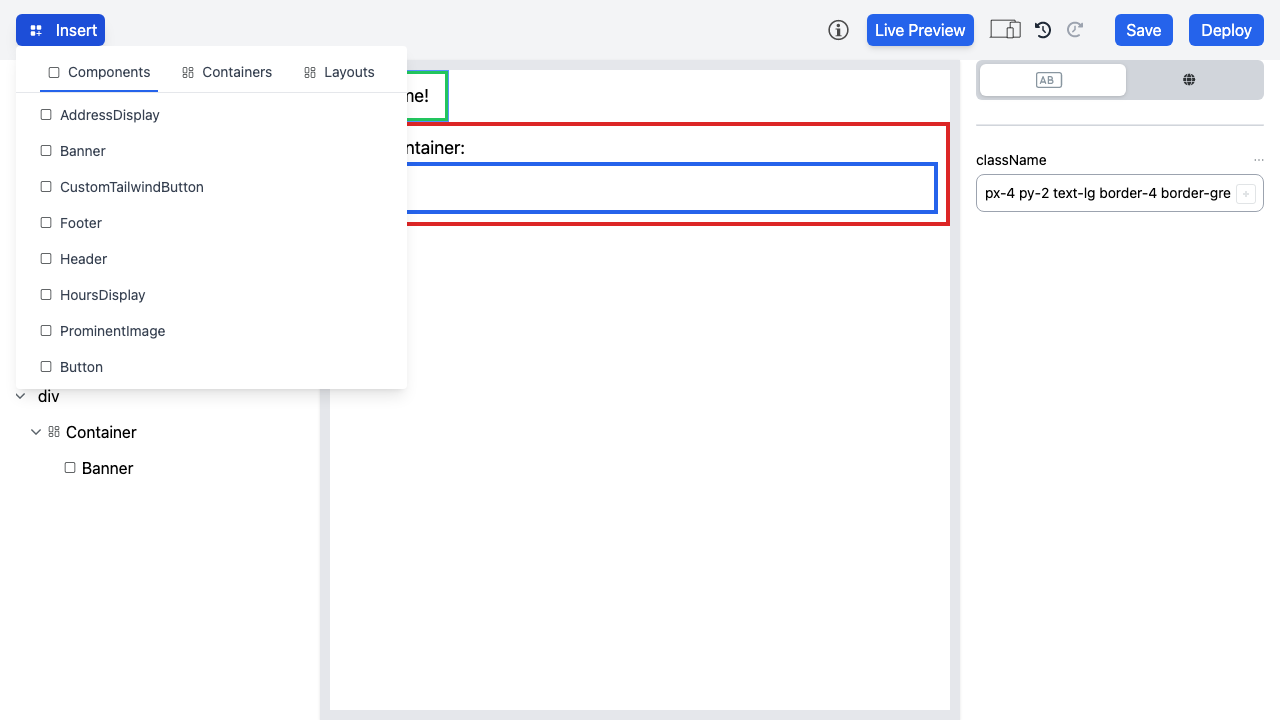 Insert
Live Preview
Save
Deploy
Components
Containers
Layouts
AddressDisplay
Banner
CustomTailwindButton
Footer
Header
HoursDisplay
ProminentImage
Button
me!
ntainer:
AB
className
px-4 py-2 text-lg border-4 border-gre
div
Container
Banner